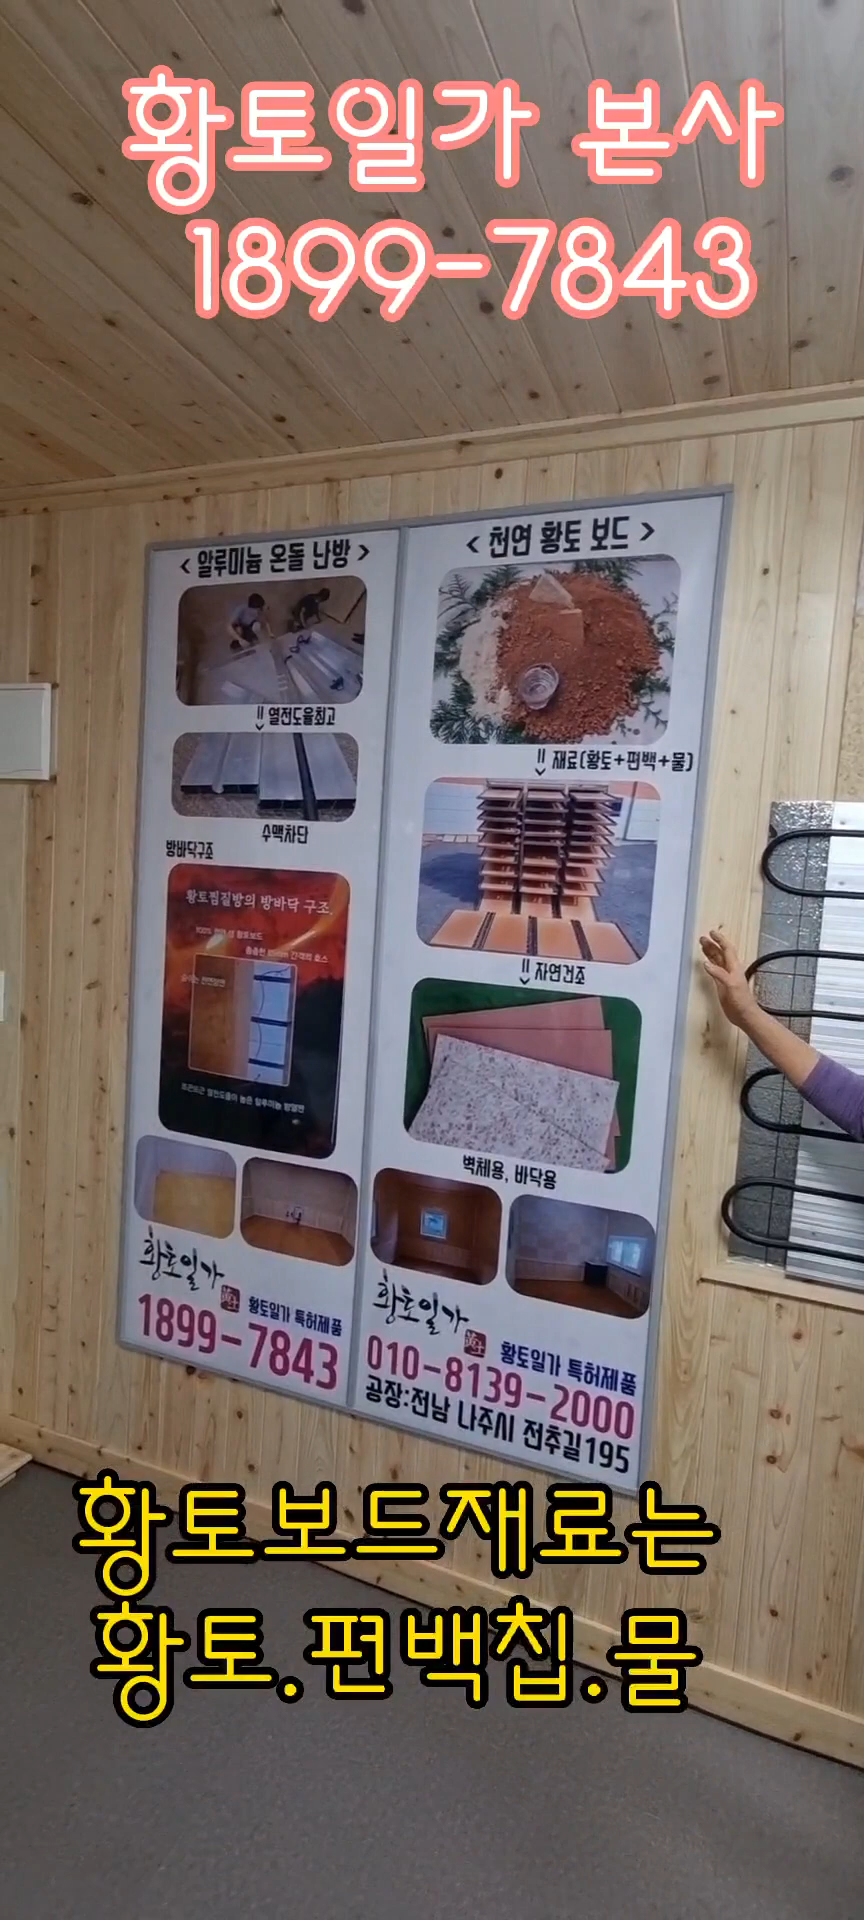 황토일가 본사
1899-7843
< 알루미늄 온돌 난방 >
열전도율최고
수맥차단
방바닥구조
황토찜질방의 방바닥 구조.
황토일가
황토일가 특허제품
1899-7843
< 천연 황토 보드 >
재료(황토+편백+물)
자연건조
벽체용, 바닥용
황토일가
황토일가 특허제품
010-8139-2000
공장:전남 나주시 전추길195
황토보드재료는
황토.편백칩.물